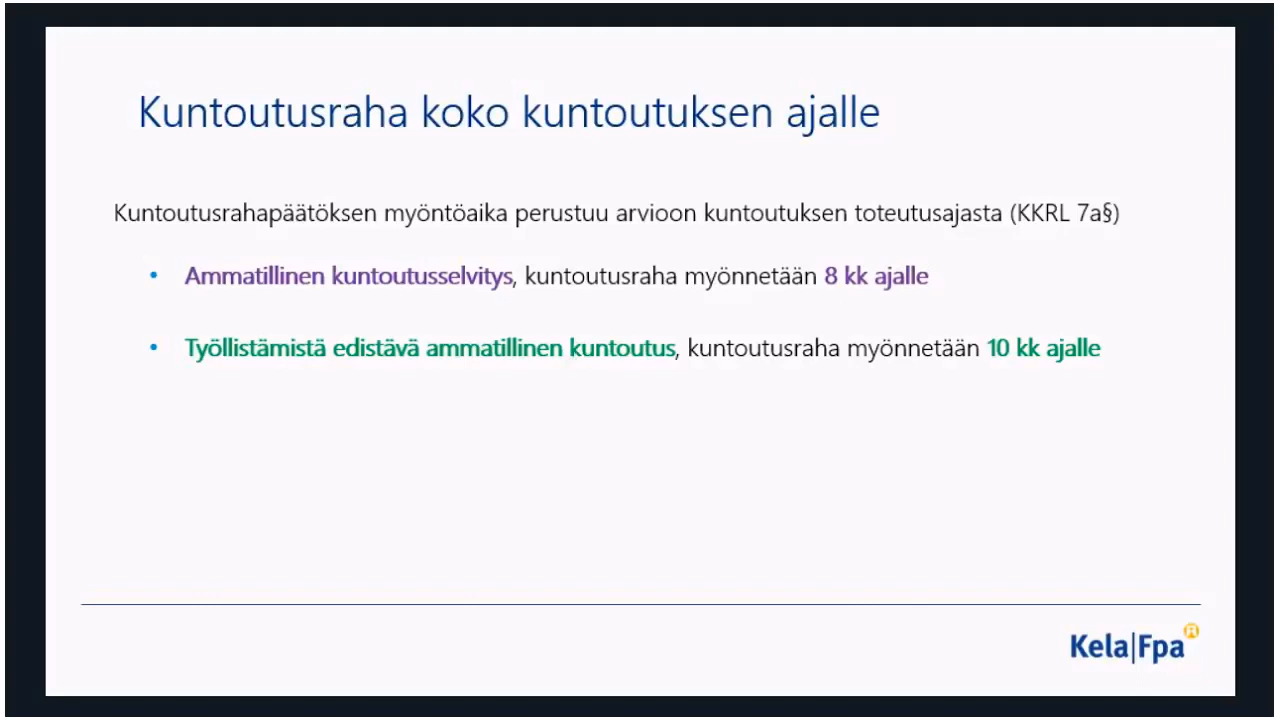 Kuntoutusraha koko kuntoutuksen ajalle
Kuntoutusrahapäätöksen myöntöaika perustuu arvioon kuntoutuksen toteutusajasta (KKRL 7a§)
• Ammatillinen kuntoutusselvitys, kuntoutusraha myönnetään 8 kk ajalle
• Työllistämistä edistävä ammatillinen kuntoutus, kuntoutusraha myönnetään 10 kk ajalle
Kela|Fpa